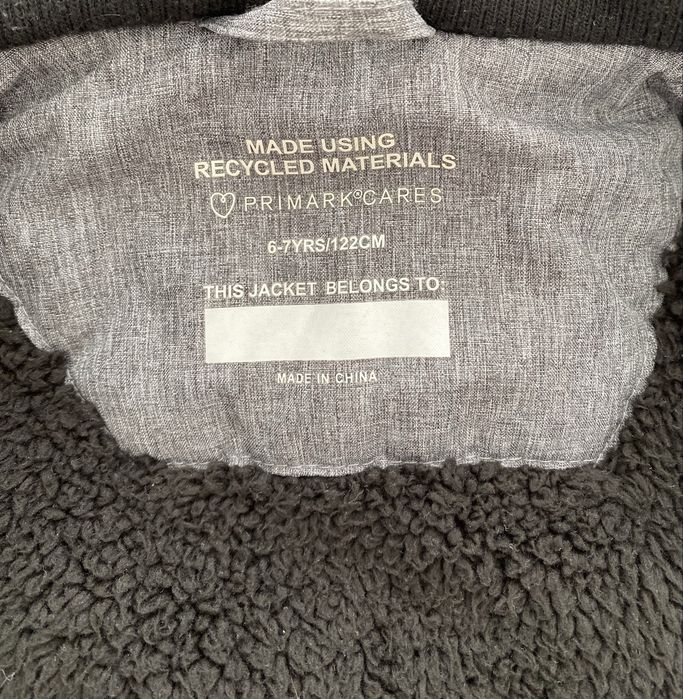 MADE USING
RECYCLED MATERIALS
PRIMARK®CARES
6-7YRS/122CM
THIS JACKET BELONGS TO:
MADE IN CHINA